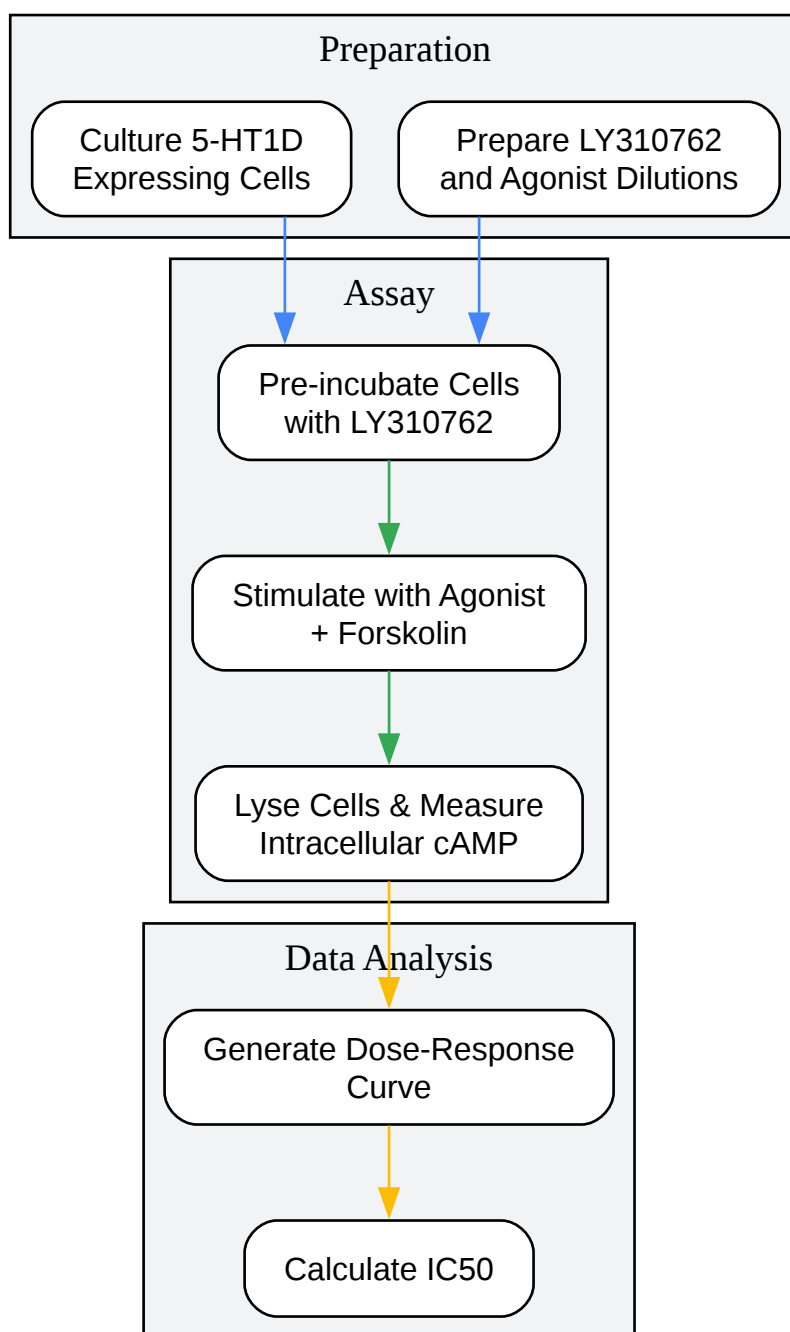 Preparation
Culture 5-HT1D
Expressing Cells
Prepare LY310762
and Agonist Dilutions
Assay
Pre-incubate Cells
with LY310762
Stimulate with Agonist
+ Forskolin
Lyse Cells & Measure
Intracellular cAMP
Data Analysis
Generate Dose-Response
Curve
Calculate IC50